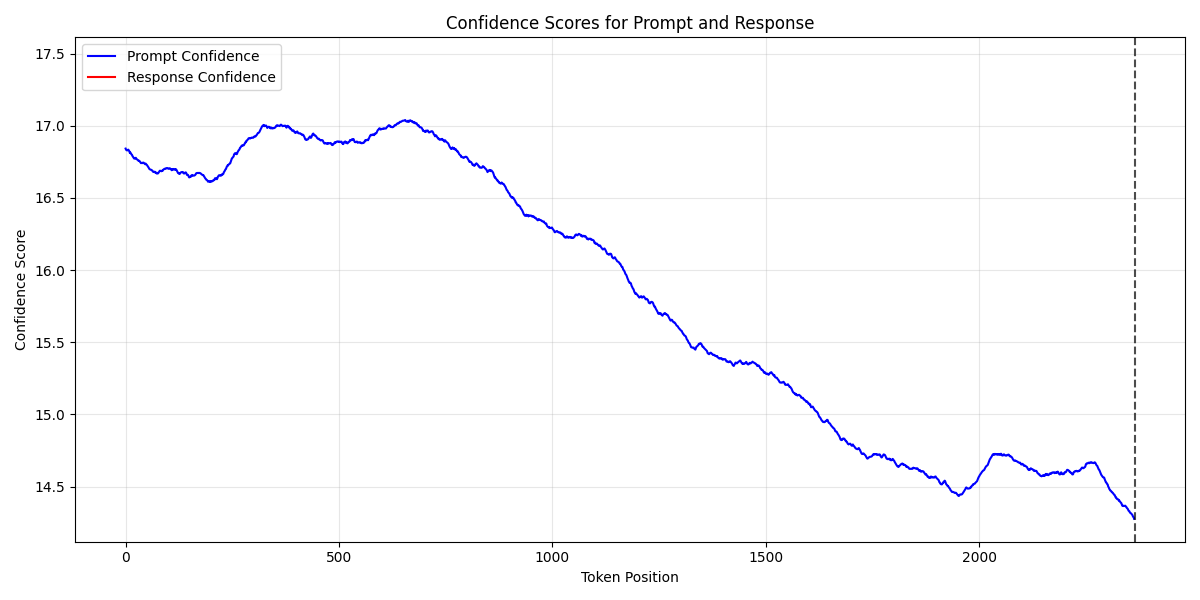 Confidence Scores for Prompt and Response
Prompt Confidence
Response Confidence
Confidence Score
17.5
17.0
16.5
16.0
15.5
15.0
14.5
0
500
1000
1500
2000
Token Position